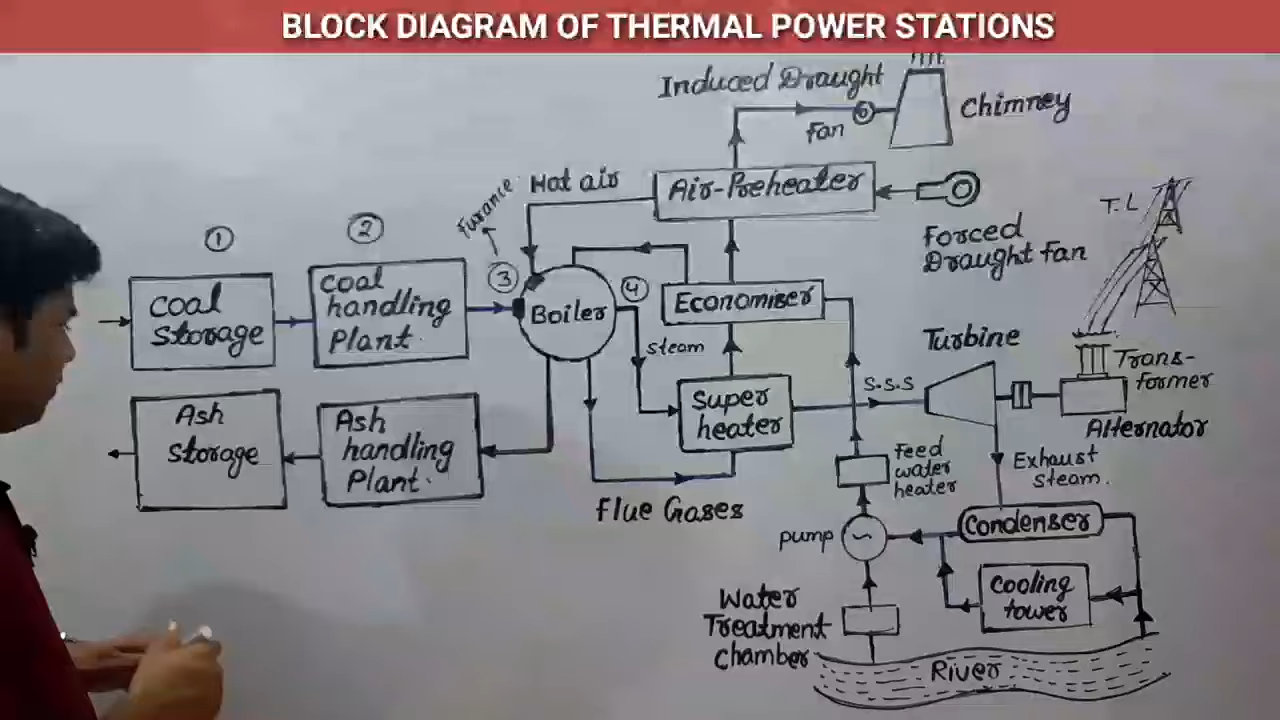 BLOCK DIAGRAM OF THERMAL POWER STATIONS
Induced Draught
Fan
Chimney
Hot air
Air-Preheater
Furance
T.L
Forced
Draught fan
1
2
3
4
Coal
Storage
Coal
handling
Plant.
Boiler
Economiser
Steam
Turbine
Trans-
former
Super
heater
S.S.S
Alternator
Ash
Storage
Ash
handling
Plant.
Feed
water
heater
Exhaust
Steam.
Flue Gases
Pump
Condenser
Cooling
tower
Water
Treatment
Chamber
River